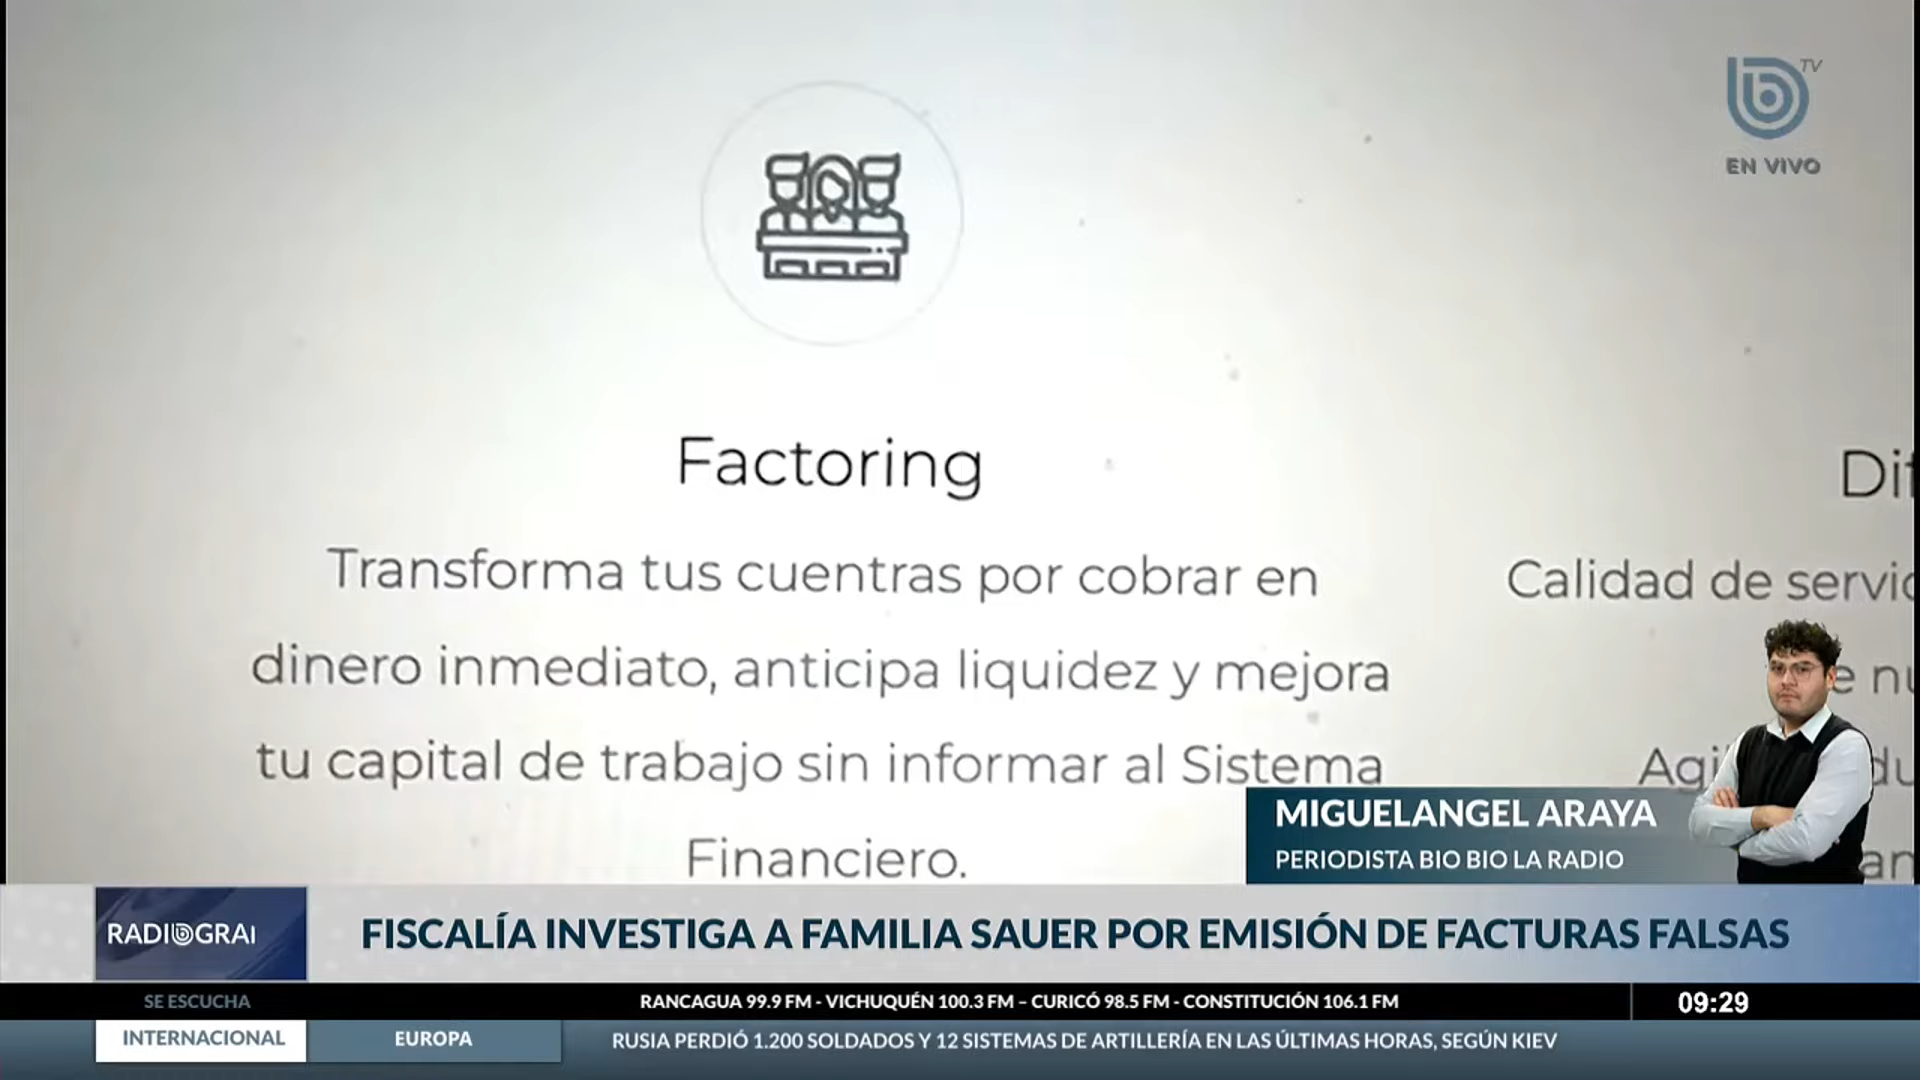 TV
EN VIVO
Factoring
Transforma tus cuentras por cobrar en
dinero inmediato, anticipa liquidez y mejora
tu capital de trabajo sin informar al Sistema
Financiero.
Calidad de
MIGUELANGEL ARAYA
PERIODISTA BIO BIO LA RADIO
RADIOGRA
FISCALÍA INVESTIGA A FAMILIA SAUER POR EMISIÓN DE FACTURAS FALSAS
SE ESCUCHA
RANCAGUA 99.9 FM - VICHUQUÉN 100.3 FM – CURICÓ 98.5 FM - CONSTITUCIÓN 106.1 FM
09:29
INTERNACIONAL
EUROPA
RUSIA PERDIÓ 1.200 SOLDADOS Y 12 SISTEMAS DE ARTILLERÍA EN LAS ÚLTIMAS HORAS, SEGÚN KIEV